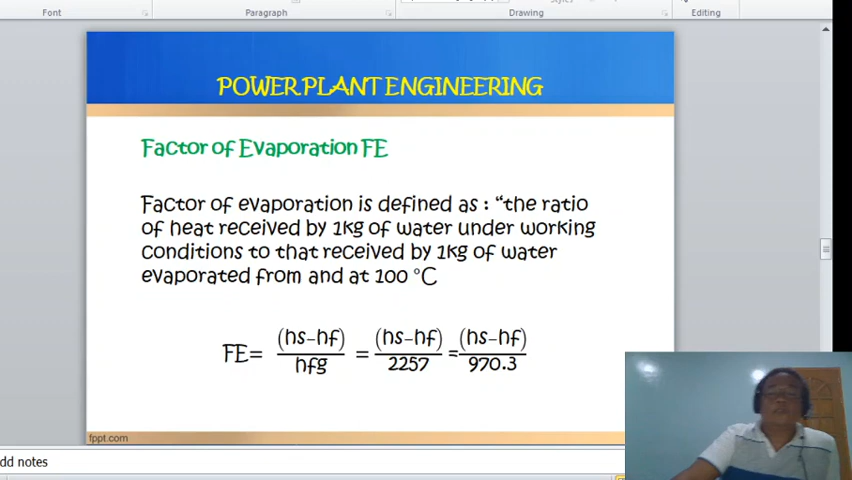 Font
Paragraph
Drawing
Editing
POWER PLANT ENGINEERING
Factor of Evaporation FE
Factor of evaporation is defined as : “the ratio
of heat received by 1kg of water under working
conditions to that received by 1kg of water
evaporated from and at 100 °C
FE= (hs-hf) = (hs-hf) = (hs-hf)
hfg 2257 970.3
fppt.com
dd notes